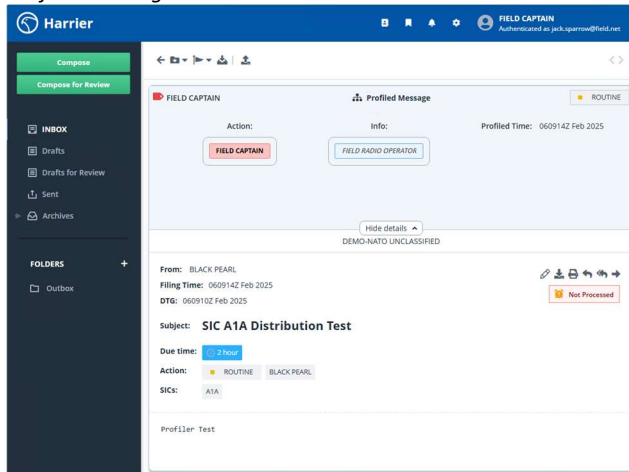 Harrier
FIELD CAPTAIN
Authenticated as jack.sparrow@field.net
Compose
Compose for Review
INBOX
Drafts
Drafts for Review
Sent
Archives
FOLDERS +
Outbox
FIELD CAPTAIN
Profiled Message
ROUTINE
Action:
FIELD CAPTAIN
Info:
FIELD RADIO OPERATOR
Profiled Time: 060914Z Feb 2025
Hide details
DEMO-NATO UNCLASSIFIED
From: BLACK PEARL
Filing Time: 060914Z Feb 2025
DTG: 060910Z Feb 2025
Not Processed
Subject: SIC A1A Distribution Test
Due time: 2 hour
Action: ROUTINE BLACK PEARL
SICs: A1A
Profiler Test